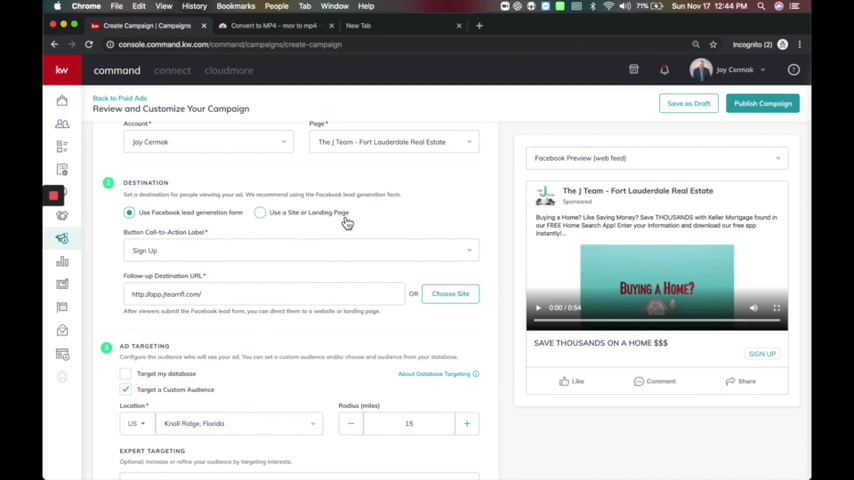 Chrome File Edit View History Bookmarks People Tab Window Help
71% Sun Nov 17 12:44 PM
Create Campaign | Campaigns
Convert to MP4 - mov to mp4
New Tab
console.command.kw.com/command/campaigns/create-campaign
Incognito (2)
kw command connect cloudmore
Jay Cermak
Back to Paid Ads
Review and Customize Your Campaign
Save as Draft
Publish Campaign
Account*
Page*
Jay Cermak
The J Team - Fort Lauderdale Real Estate
2 DESTINATION
Set a destination for people viewing your ad. We recommend using the Facebook lead generation form.
Use Facebook lead generation form
Use a Site or Landing Page
Button Call-to-Action Label*
Sign Up
Follow-up Destination URL*
http://app.jteamfl.com/
OR
Choose Site
After viewers submit the Facebook lead form, you can direct them to a website or landing page.
3 AD TARGETING
Configure the audience who will see your ad. You can set a custom audience and/or choose and audience from your database.
Target my database
About Database Targeting
Target a Custom Audience
Location*
Radius (miles)
US
Knoll Ridge, Florida
15
EXPERT TARGETING
Optional: Increase or refine your audience by targeting interests.
Facebook Preview (web feed)
The J Team - Fort Lauderdale Real Estate
Sponsored
Buying a Home? Like Saving Money? Save THOUSANDS with Keller Mortgage found in
our FREE Home Search App! Enter your information and download our free app
instantly!...
BUYING A HOME?
0:00 / 0:54
SAVE THOUSANDS ON A HOME $$$
SIGN UP
Like
Comment
Share